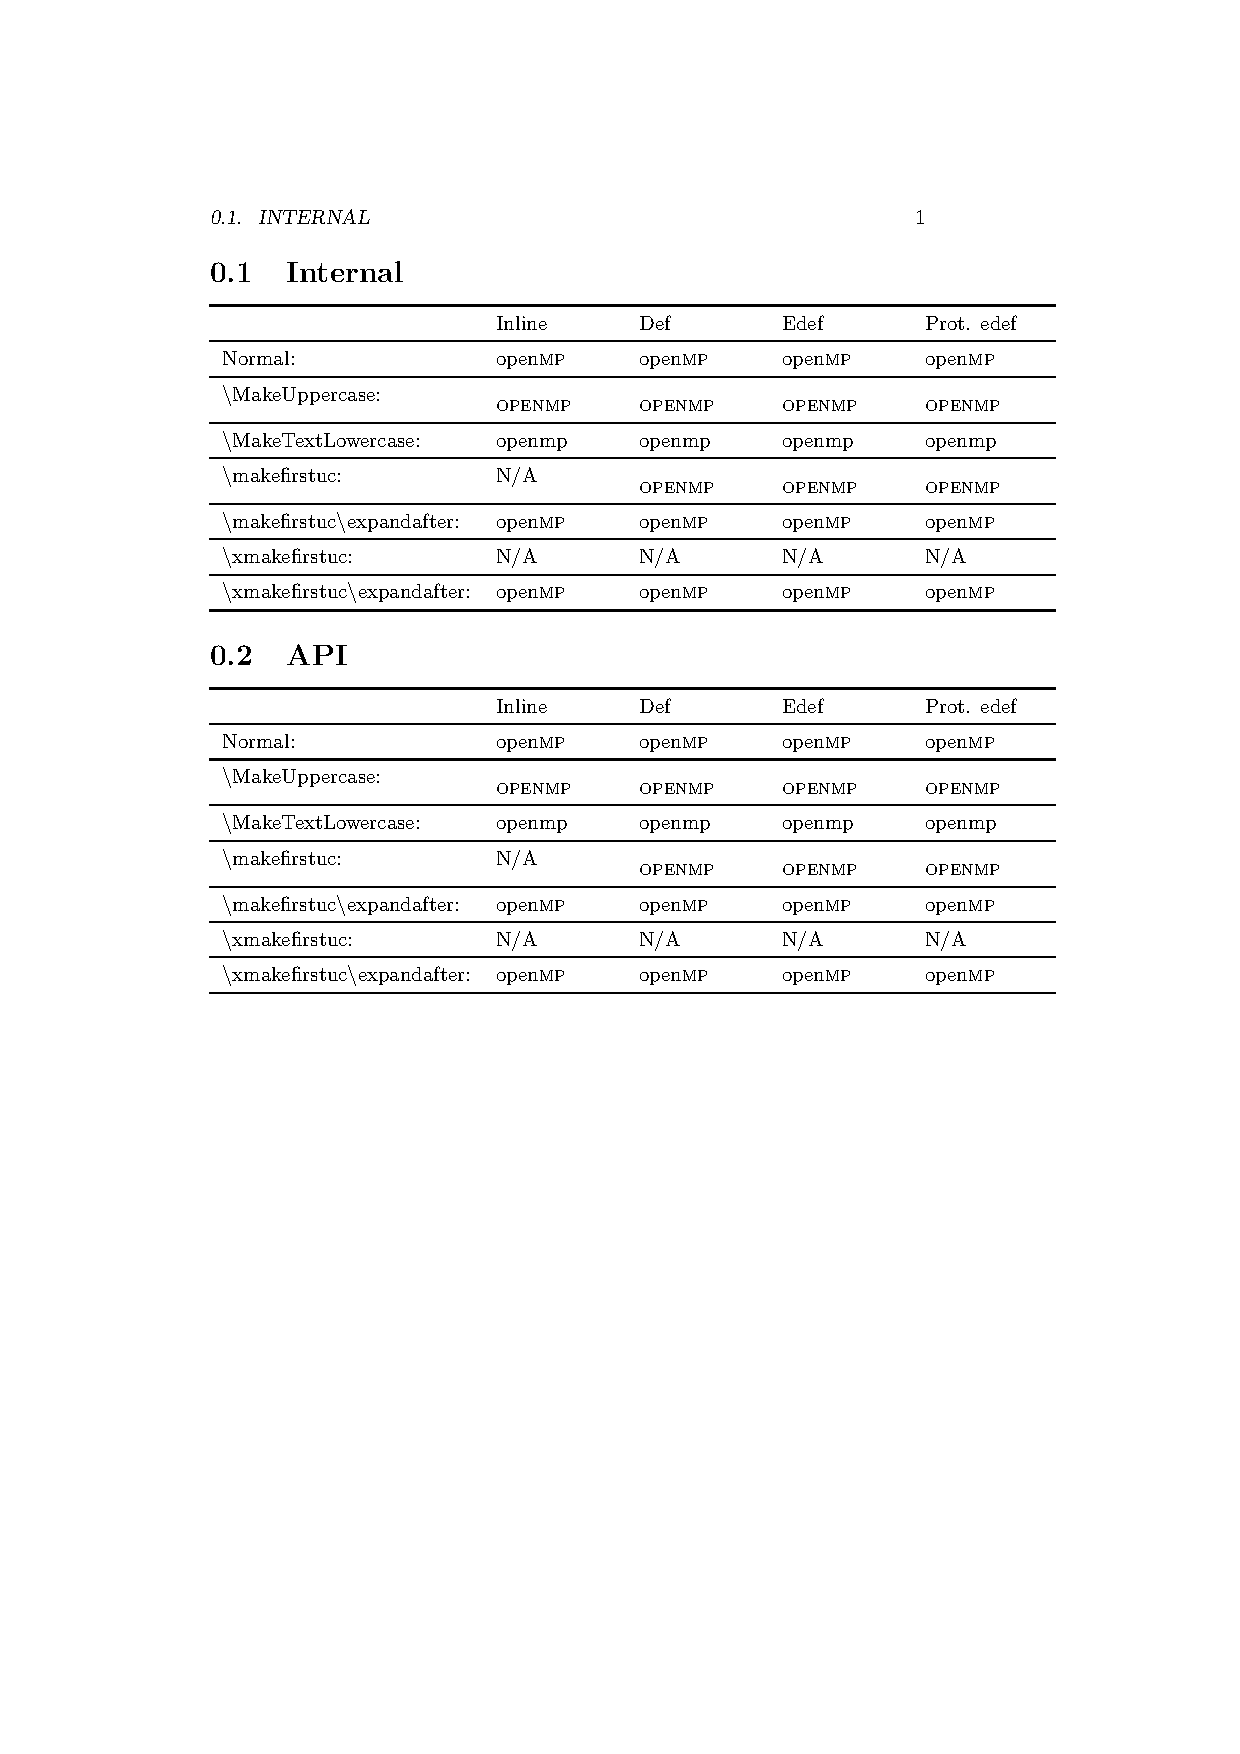 0.1. INTERNAL 1
0.1 Internal
Inline Def Edef Prot. edef
Normal: openMP openMP openMP openMP
\MakeUppercase: OPENMP OPENMP OPENMP OPENMP
\MakeTextLowercase: openmp openmp openmp openmp
\makefirstuc: N/A OPENMP OPENMP OPENMP
\makefirstuc\expandafter: openMP openMP openMP openMP
\xmakefirstuc: N/A N/A N/A N/A
\xmakefirstuc\expandafter: openMP openMP openMP openMP
0.2 API
Inline Def Edef Prot. edef
Normal: openMP openMP openMP openMP
\MakeUppercase: OPENMP OPENMP OPENMP OPENMP
\MakeTextLowercase: openmp openmp openmp openmp
\makefirstuc: N/A OPENMP OPENMP OPENMP
\makefirstuc\expandafter: openMP openMP openMP openMP
\xmakefirstuc: N/A N/A N/A N/A
\xmakefirstuc\expandafter: openMP openMP openMP openMP